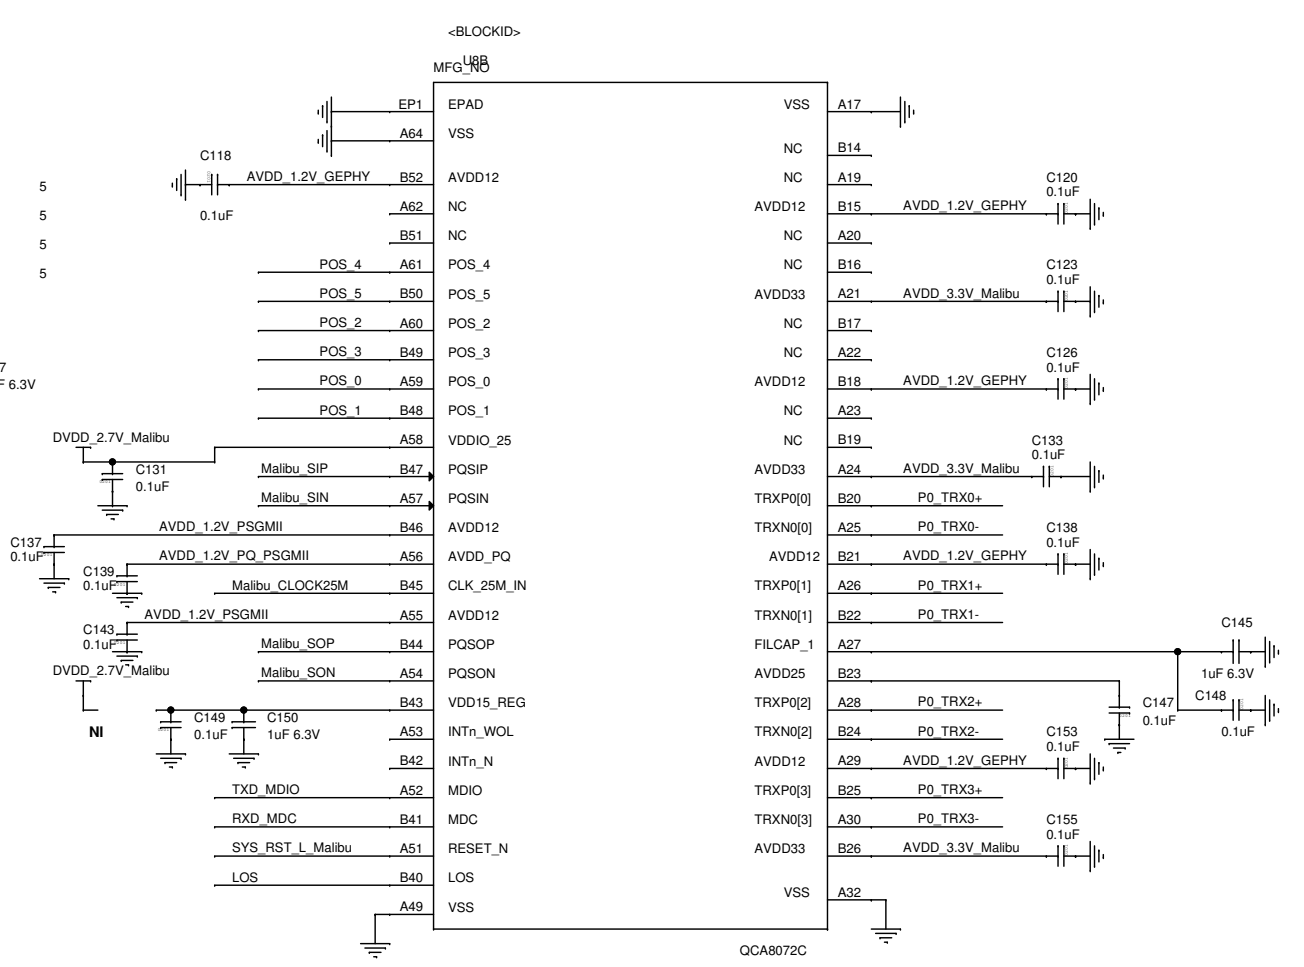 <BLOCKID>
U8B
MFG_NO
EP1 EPAD VSS A17
A64 VSS
NC B14
C118
AVDD_1.2V_GEPHY B52 AVDD12 NC A19
C120
0.1uF
5
0.1uF
A62 NC AVDD12 B15 AVDD_1.2V_GEPHY
5
B51 NC NC A20
5
POS_4 A61 POS_4 NC B16
C123
0.1uF
5
POS_5 B50 POS_5 AVDD33 A21 AVDD_3.3V_Malibu
POS_2 A60 POS_2 NC B17
POS_3 B49 POS_3 NC A22
C126
0.1uF
7
F 6.3V
POS_0 A59 POS_0 AVDD12 B18 AVDD_1.2V_GEPHY
POS_1 B48 POS_1 NC A23
DVDD_2.7V_Malibu
A58 VDDIO_25 NC B19
C133
0.1uF
C131
0.1uF
Malibu_SIP B47 PQSIP AVDD33 A24 AVDD_3.3V_Malibu
Malibu_SIN A57 PQSIN TRXP0[0] B20 P0_TRX0+
AVDD_1.2V_PSGMII B46 AVDD12 TRXN0[0] A25 P0_TRX0-
C137
0.1uF
C138
0.1uF
AVDD_1.2V_PQ_PSGMII A56 AVDD_PQ AVDD12 B21 AVDD_1.2V_GEPHY
C139
0.1uF
Malibu_CLOCK25M B45 CLK_25M_IN TRXP0[1] A26 P0_TRX1+
AVDD_1.2V_PSGMII A55 AVDD12 TRXN0[1] B22 P0_TRX1-
C143
0.1uF
C145
1uF 6.3V
Malibu_SOP B44 PQSOP FILCAP_1 A27
DVDD_2.7V_Malibu
Malibu_SON A54 PQSON AVDD25 B23
C147
0.1uF
C148
0.1uF
B43 VDD15_REG TRXP0[2] A28 P0_TRX2+
NI
C149
0.1uF
C150
1uF 6.3V
A53 INTn_WOL TRXN0[2] B24 P0_TRX2-
C153
0.1uF
B42 INTn_N AVDD12 A29 AVDD_1.2V_GEPHY
TXD_MDIO A52 MDIO TRXP0[3] B25 P0_TRX3+
RXD_MDC B41 MDC TRXN0[3] A30 P0_TRX3-
C155
0.1uF
SYS_RST_L_Malibu A51 RESET_N AVDD33 B26 AVDD_3.3V_Malibu
LOS B40 LOS
VSS A32
A49 VSS
QCA8072C